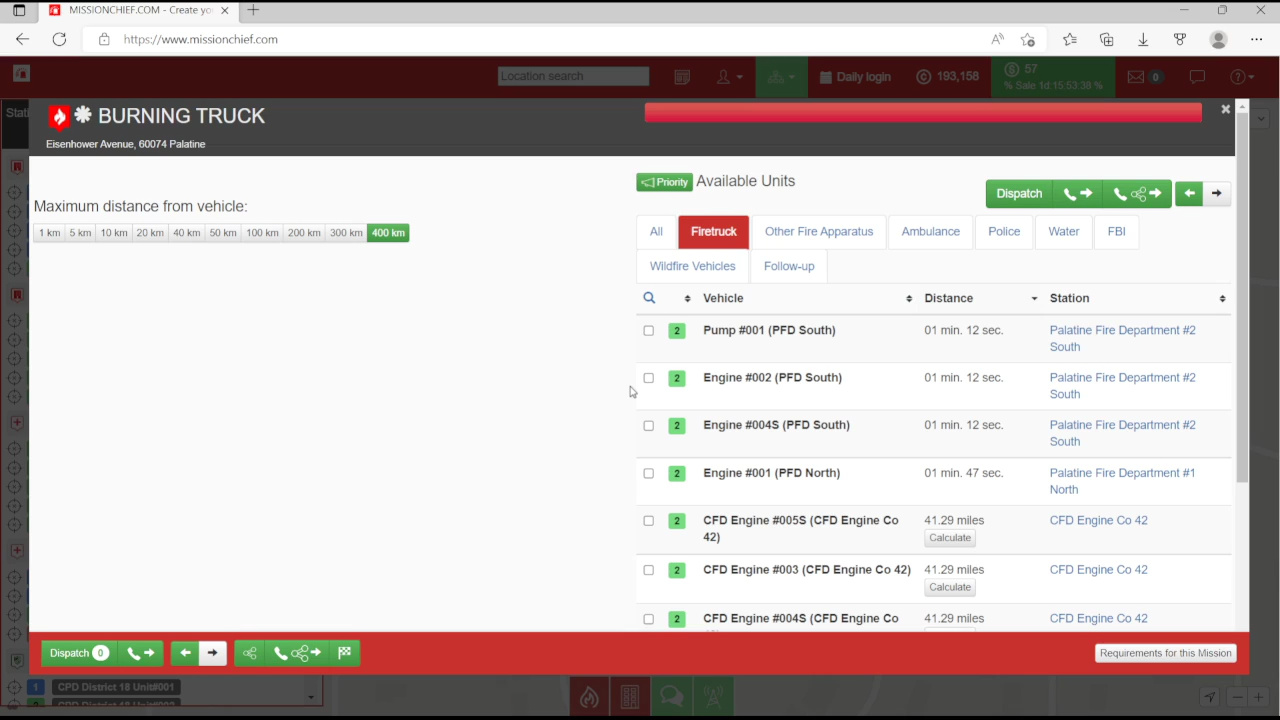 MISSIONCHIEF.COM - Create yo
https://www.missionchief.com
Location search
Daily login
193,158
57
% Sale 1d 15:53:38 %
0
Stati
BURNING TRUCK
Eisenhower Avenue, 60074 Palatine
Priority Available Units
Dispatch
Maximum distance from vehicle:
1 km 5 km 10 km 20 km 40 km 50 km 100 km 200 km 300 km 400 km
All Firetruck Other Fire Apparatus Ambulance Police Water FBI
Wildfire Vehicles Follow-up
Vehicle Distance Station
2 Pump #001 (PFD South) 01 min. 12 sec. Palatine Fire Department #2
South
2 Engine #002 (PFD South) 01 min. 12 sec. Palatine Fire Department #2
South
2 Engine #004S (PFD South) 01 min. 12 sec. Palatine Fire Department #2
South
2 Engine #001 (PFD North) 01 min. 47 sec. Palatine Fire Department #1
North
2 CFD Engine #005S (CFD Engine Co 41.29 miles CFD Engine Co 42
42) Calculate
2 CFD Engine #003 (CFD Engine Co 42) 41.29 miles CFD Engine Co 42
Calculate
2 CFD Engine #004S (CFD Engine Co 41.29 miles CFD Engine Co 42
Dispatch 0
Requirements for this Mission
1 CPD District 18 Unit#001